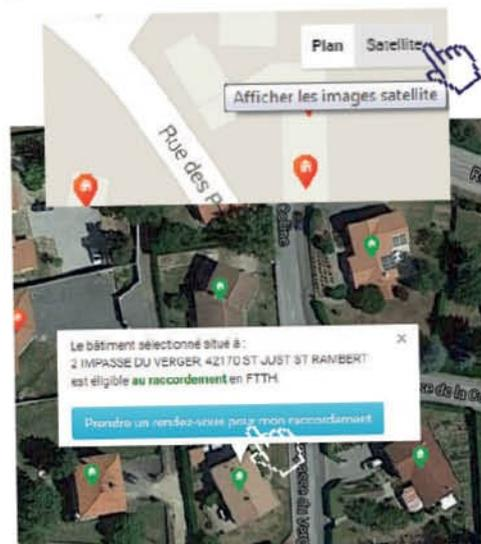 Plan Satellite
Afficher les images satellite
Rue des P
Colline
Le bâtiment sélectionné situé à :
2 IMPASSE DU VERGER, 42170 ST JUST ST RAMBERT
est éligible au raccordement en FTTH.
Prendre un rendez-vous pour mon raccordement